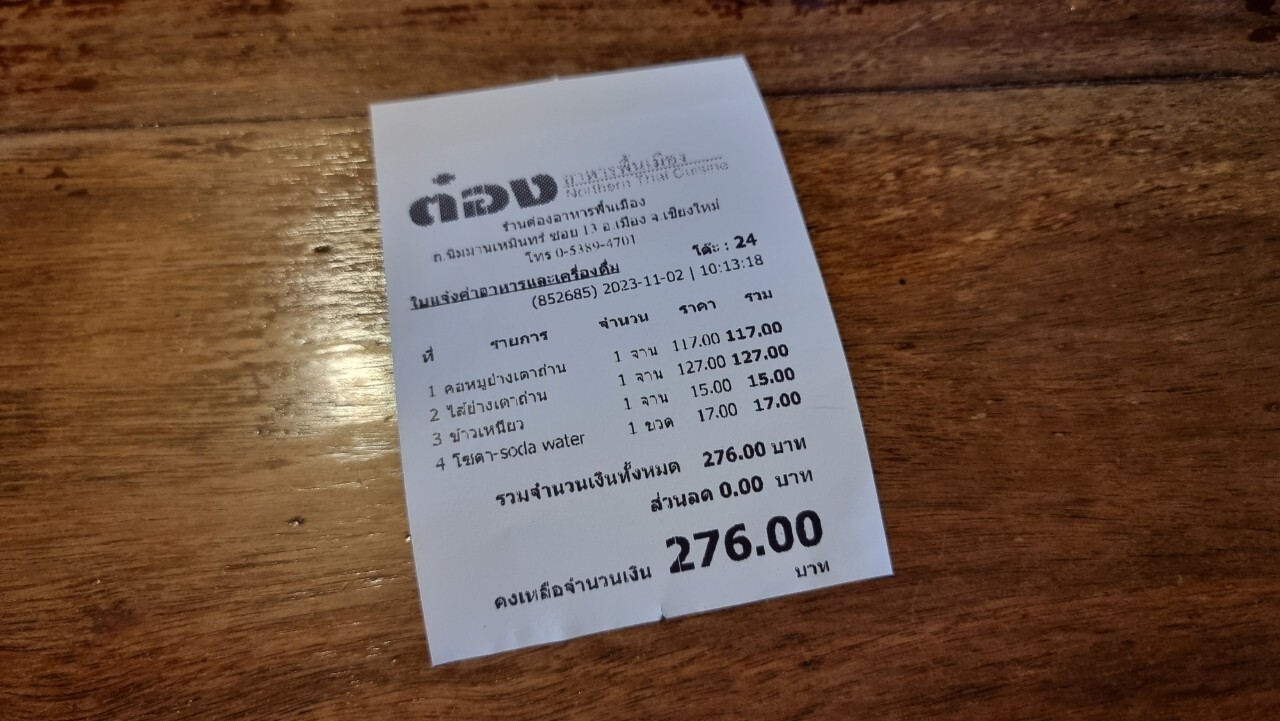 ต๋อง อาหารพื้นเมือง
Northern Thai Cuisine
ร้านต๋องอาหารพื้นเมือง
ถ.นิมมานเหมินทร์ ซอย 13 อ.เมือง จ.เชียงใหม่
โทร 0-5389-4701
ใบแจ้งค่าอาหารและเครื่องดื่ม โต๊ะ : 24
(852685) 2023-11-02 | 10:13:18
ที่ รายการ จำนวน ราคา รวม
1 คอหมูย่างเตาถ่าน 1 จาน 117.00 117.00
2 ไส้ย่างเตาถ่าน 1 จาน 127.00 127.00
3 ข้าวเหนียว 1 จาน 15.00 15.00
4 โซดา-soda water 1 ขวด 17.00 17.00
รวมจำนวนเงินทั้งหมด 276.00 บาท
ส่วนลด 0.00 บาท
คงเหลือจำนวนเงิน 276.00
บาท